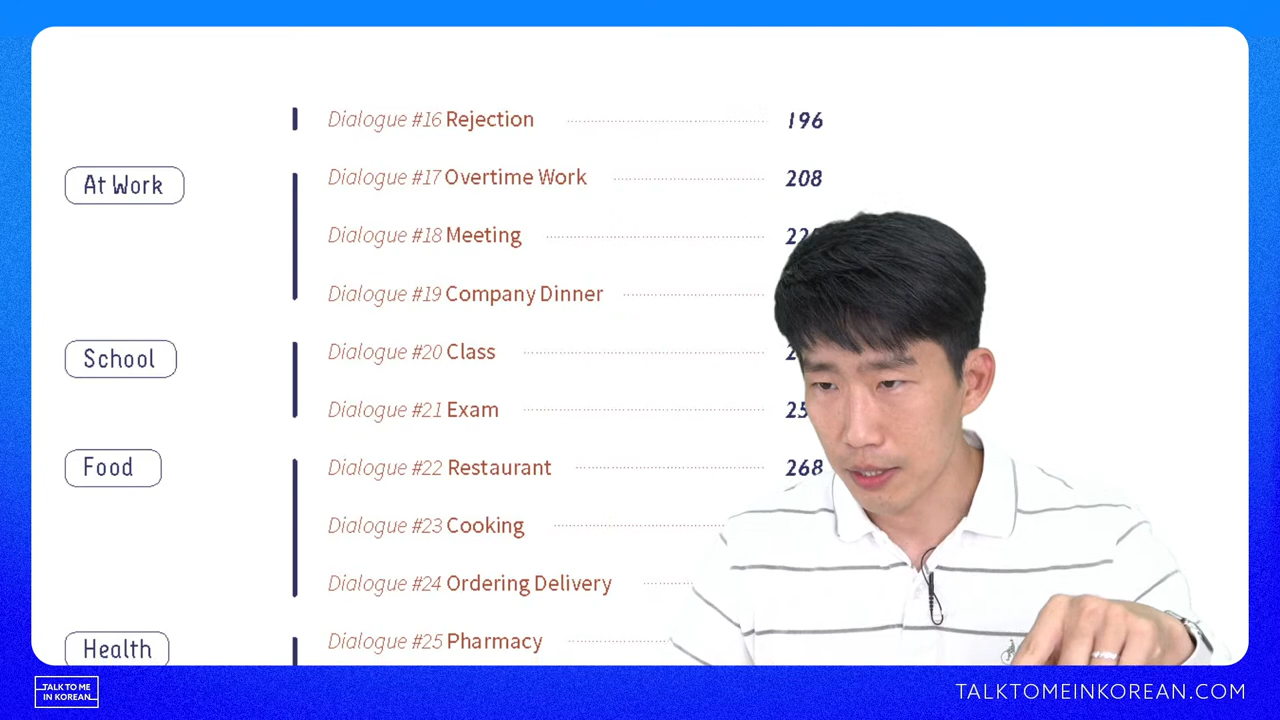 Dialogue #16 Rejection 196
At Work
Dialogue #17 Overtime Work 208
Dialogue #18 Meeting
Dialogue #19 Company Dinner
School
Dialogue #20 Class
Dialogue #21 Exam
Food
Dialogue #22 Restaurant 268
Dialogue #23 Cooking
Dialogue #24 Ordering Delivery
Health
Dialogue #25 Pharmacy
TALK TO ME
IN KOREAN
TALKTOMEINKOREAN.COM